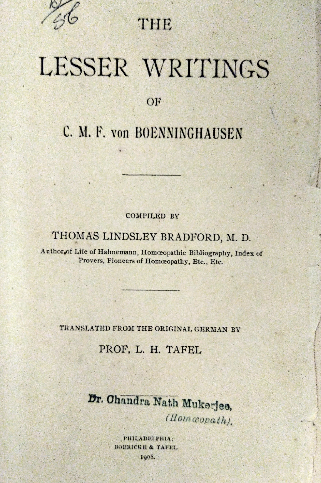 THE
LESSER WRITINGS
OF
C. M. F. von BOENNINGHAUSEN
COMPILED BY
THOMAS LINDSLEY BRADFORD, M. D.
Author of Life of Hahnemann, Homœopathic Bibliography, Index of
Provers, Pioneers of Homœopathy, Etc., Etc.
TRANSLATED FROM THE ORIGINAL GERMAN BY
PROF. L. H. TAFEL
Dr. Chandra Nath Mukerjee,
(Homœopath).
PHILADELPHIA:
BOERICKE & TAFEL.
1908.